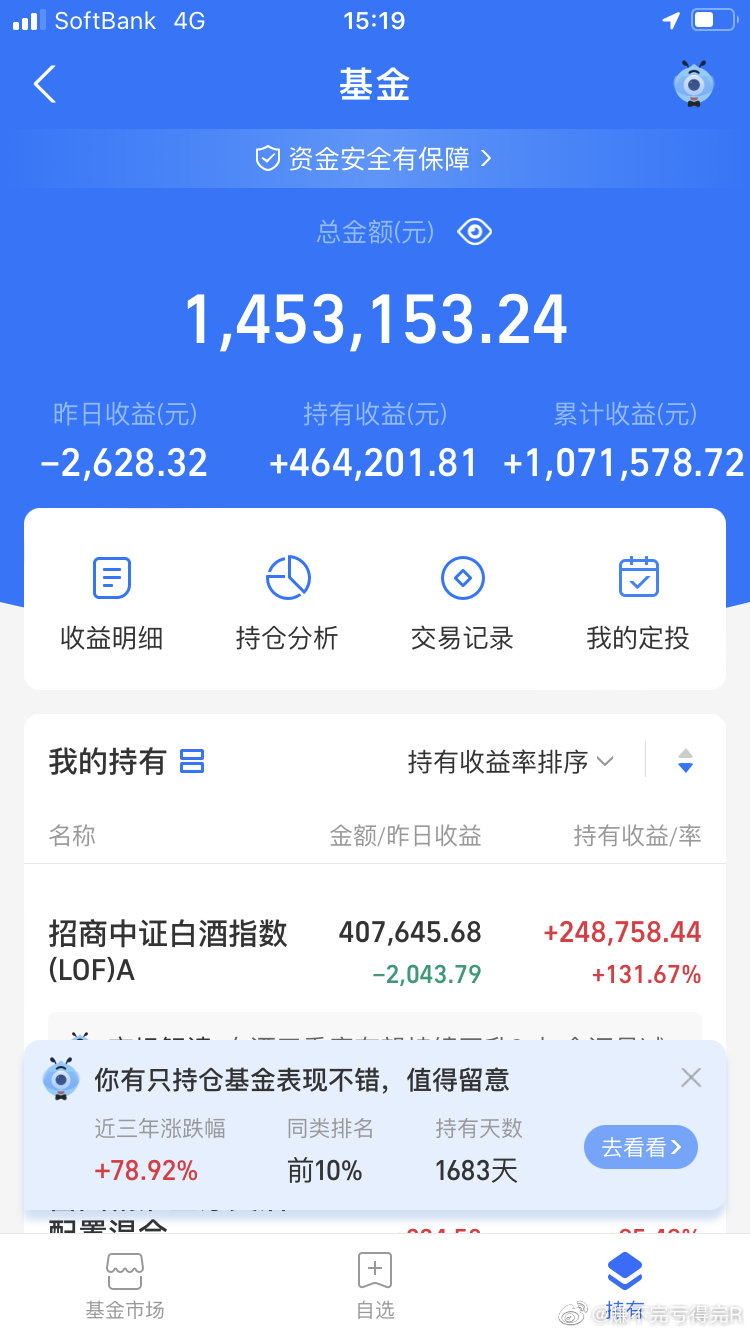 SoftBank 4G 15:19
基金
资金安全有保障
总金额(元)
1,453,153.24
昨日收益(元) 持有收益(元) 累计收益(元)
-2,628.32 +464,201.81 +1,071,578.72
收益明细 持仓分析 交易记录 我的定投
我的持有 持有收益率排序
名称 金额/昨日收益 持有收益/率
招商中证白酒指数 407,645.68 +248,758.44
(LOF)A -2,043.79 +131.67%
你有只持仓基金表现不错，值得留意
近三年涨跌幅 同类排名 持有天数
+78.92% 前10% 1683天
去看看
配置混合
基金市场 自选 持有